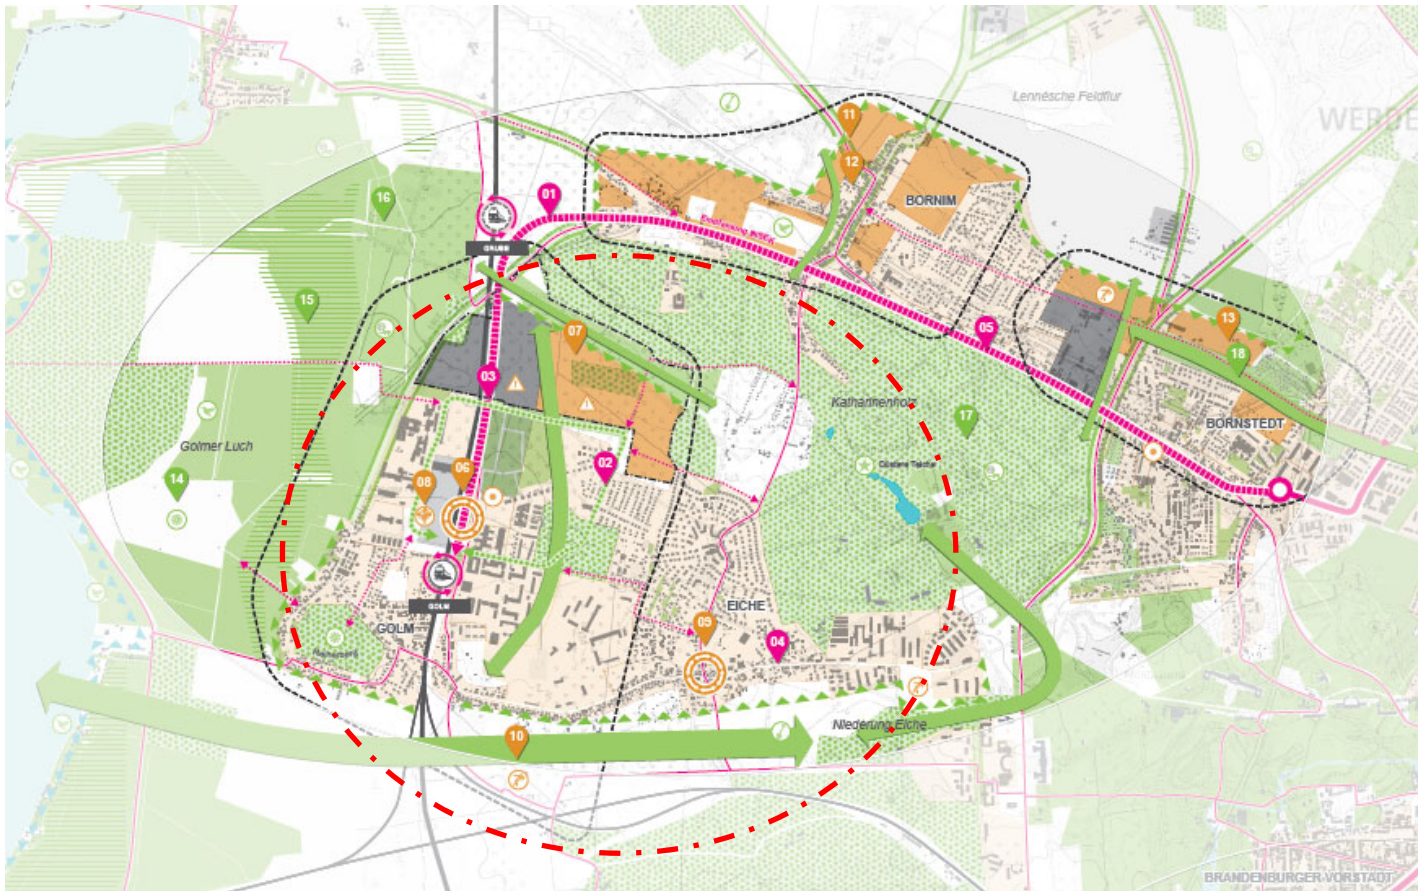 Lennésche Feldflur
WERDE
11
12
16
01
BORNIM
GRUBE
15
13
07
05
18
03
Katharinenholz
17
BORNSTEDT
Golmer Luch
14
08
06
02
EICHE
GOLM
09
04
GOLM
Niederung Eiche
10
BRANDENBURGER VORSTADT